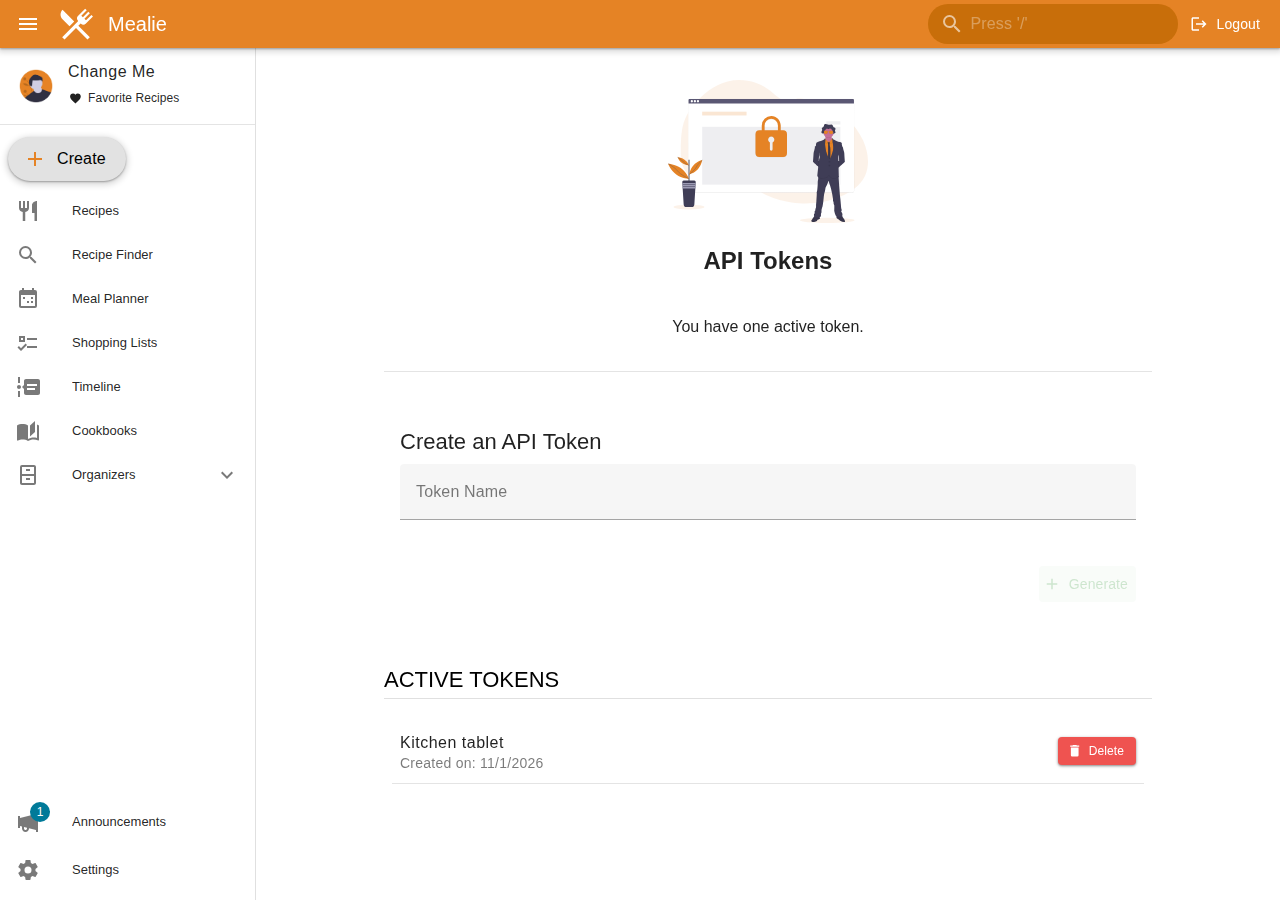 Mealie
Press '/'
Logout
Change Me
Favorite Recipes
Create
Recipes
Recipe Finder
Meal Planner
Shopping Lists
Timeline
Cookbooks
Organizers
1
Announcements
Settings
API Tokens
You have one active token.
Create an API Token
Token Name
Generate
ACTIVE TOKENS
Kitchen tablet
Created on: 11/1/2026
Delete